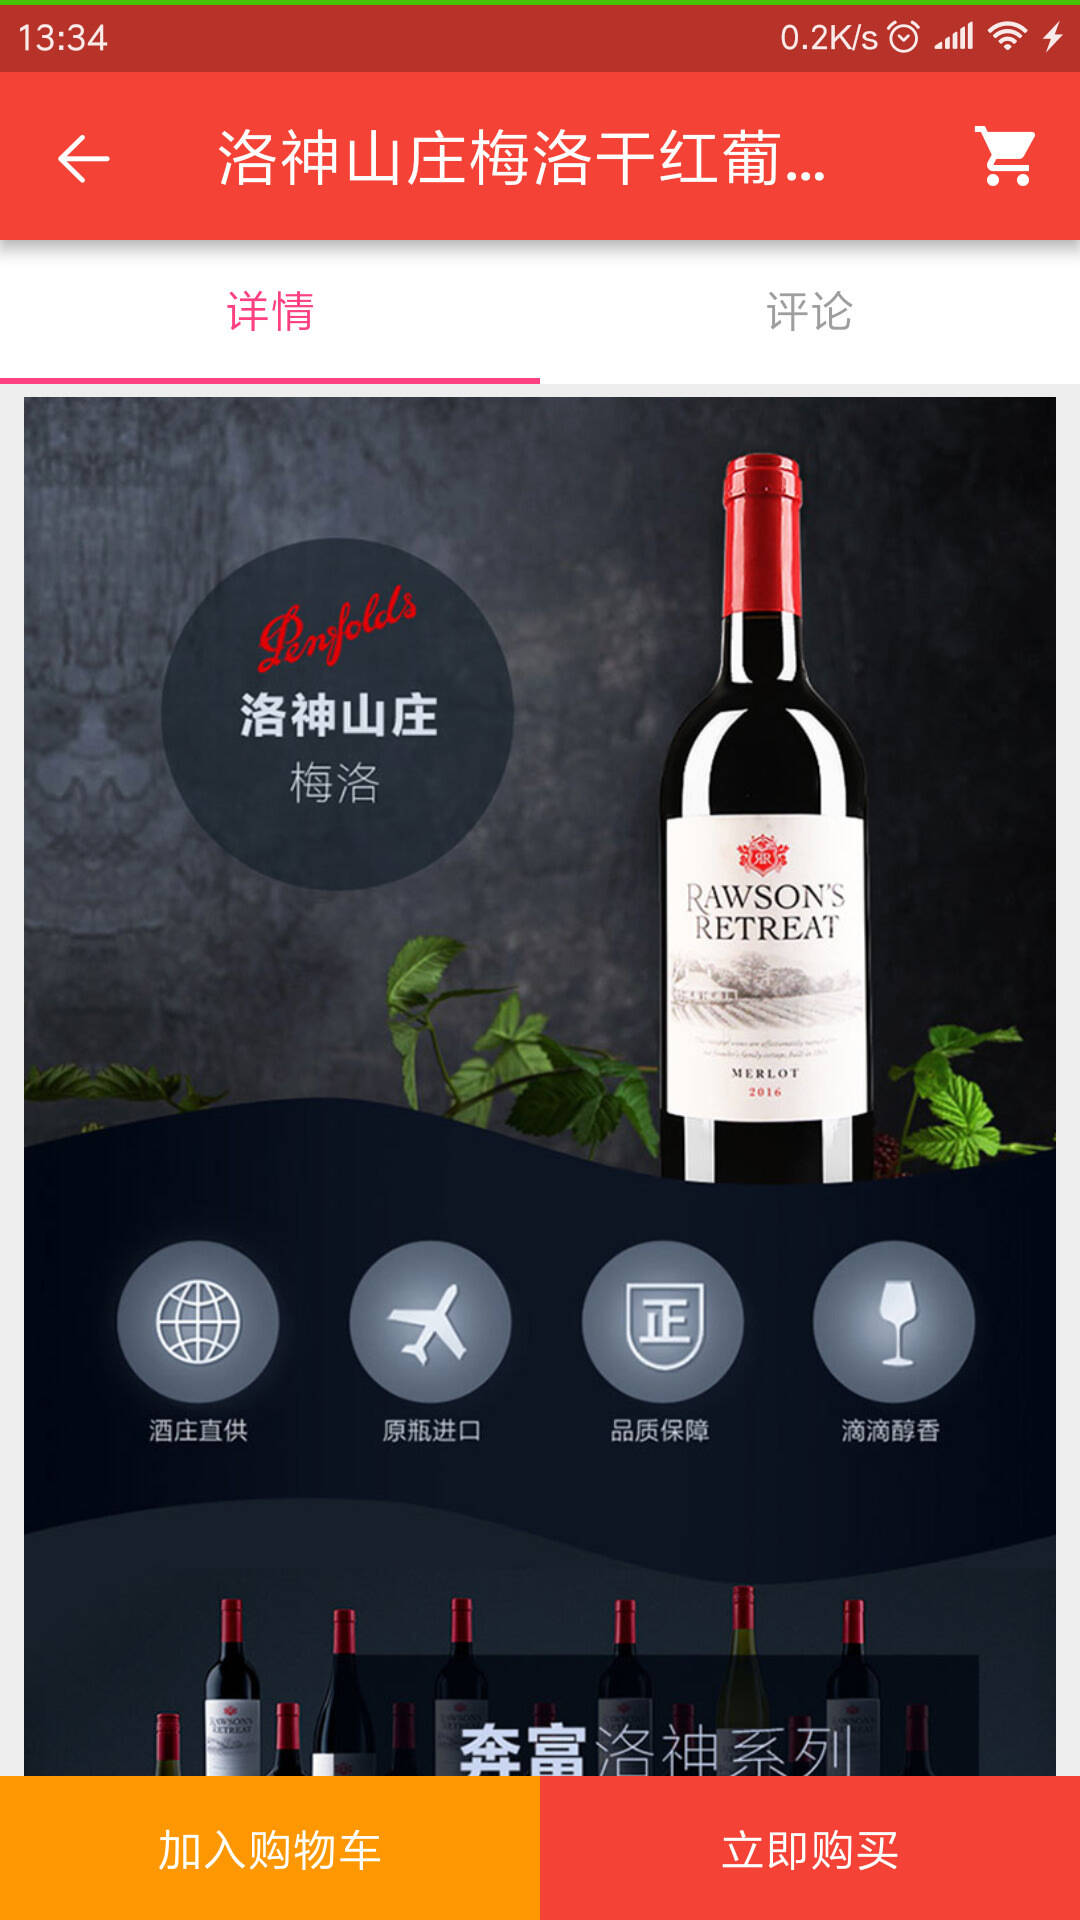 13:34
0.2K/s
洛神山庄梅洛干红葡...
详情
评论
Penfolds
洛神山庄
梅洛
RR
RAWSON'S
RETREAT
MERLOT
2016
正
酒庄直供
原瓶进口
品质保障
滴滴醇香
RAWSON'S
RETREAT
奔富洛神系列
加入购物车
立即购买